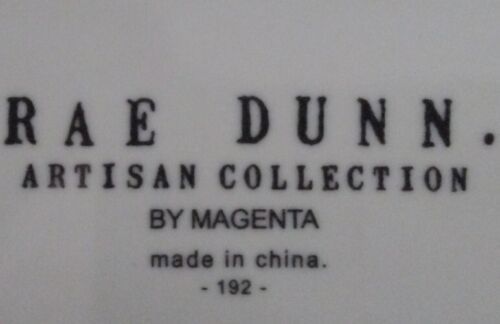 RAE DUNN.
ARTISAN COLLECTION
BY MAGENTA
made in china.
- 192 -